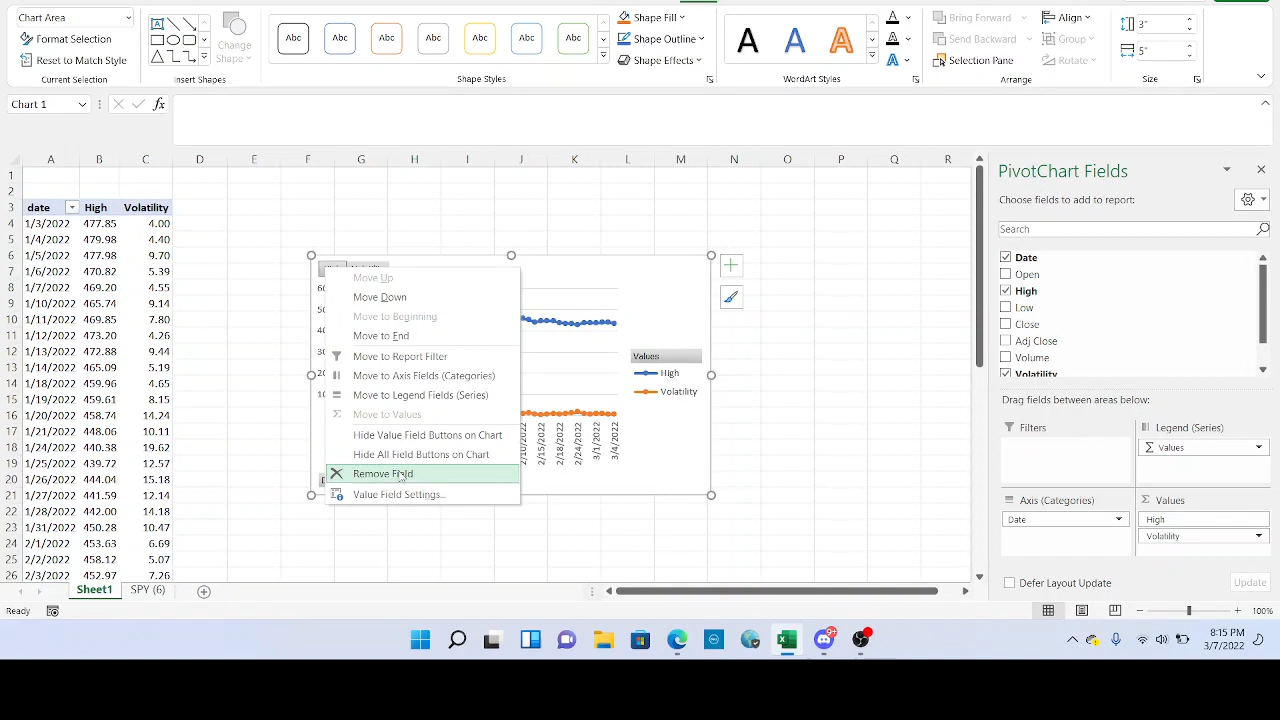 Chart Area
Format Selection
Reset to Match Style
Current Selection
Change
Shape
Insert Shapes
Abc Abc Abc Abc Abc Abc Abc
Shape Fill
Shape Outline
Shape Effects
Shape Styles
A A A
WordArt Styles
Bring Forward
Send Backward
Selection Pane
Align
Group
Rotate
Arrange
3"
5"
Size
Chart 1
fx
A B C D E F G H I J K L M N O P Q R
1
2
3 date High Volatility
4 1/3/2022 477.85 4.00
5 1/4/2022 479.98 4.40
6 1/5/2022 477.98 9.70
7 1/6/2022 470.82 5.39
8 1/7/2022 469.20 4.55
9 1/10/2022 465.74 9.14
10 1/11/2022 469.85 7.80
11 1/12/2022 473.20 4.26
12 1/13/2022 472.88 9.44
13 1/14/2022 465.09 5.19
14 1/18/2022 459.96 4.65
15 1/19/2022 459.61 8.15
16 1/20/2022 458.74 14.24
17 1/21/2022 448.06 10.11
18 1/24/2022 440.38 19.62
19 1/25/2022 439.72 12.57
20 1/26/2022 444.04 15.18
21 1/27/2022 441.59 12.14
22 1/28/2022 442.00 14.18
23 1/31/2022 450.28 10.47
24 2/1/2022 453.63 6.69
25 2/2/2022 458.12 5.07
26 2/3/2022 452.97 7.26
Move Up
Move Down
Move to Beginning
Move to End
Move to Report Filter
Move to Axis Fields (Categories)
Move to Legend Fields (Series)
Move to Values
Hide Value Field Buttons on Chart
Hide All Field Buttons on Chart
Remove Field
Value Field Settings...
Values
High
Volatility
2/10/2022
2/15/2022
2/18/2022
2/24/2022
3/1/2022
3/4/2022
PivotChart Fields
Choose fields to add to report:
Search
Date
Open
High
Low
Close
Adj Close
Volume
Volatility
Drag fields between areas below:
Filters
Legend (Series)
Σ Values
Axis (Categories)
Date
Σ Values
High
Volatility
Defer Layout Update
Update
Sheet1
SPY (6)
Ready
100%
8:15 PM
3/7/2022